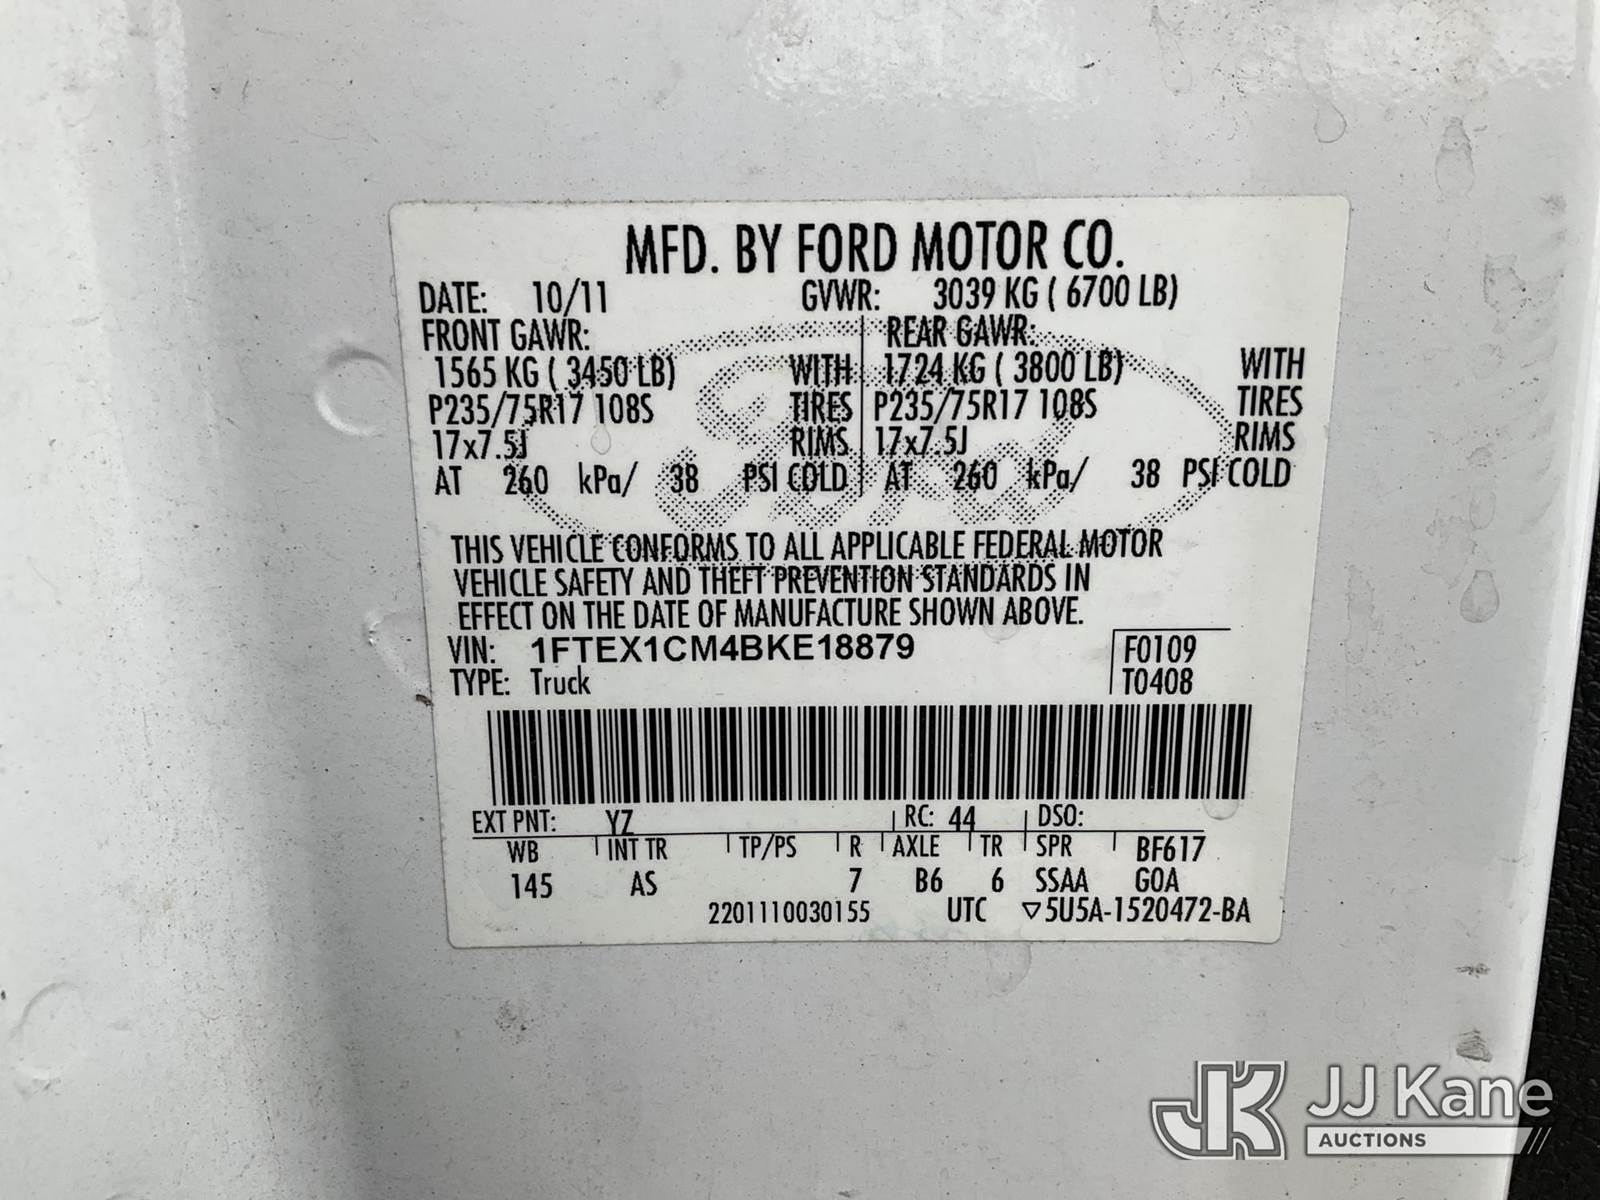 MFD. BY FORD MOTOR CO.
DATE: 10/11 GVWR: 3039 KG ( 6700 LB)
FRONT GAWR: REAR GAWR:
1565 KG ( 3450 LB) WITH 1724 KG ( 3800 LB) WITH
P235/75R17 108S TIRES P235/75R17 108S TIRES
17x7.5J RIMS 17x7.5J RIMS
AT 260 kPa/ 38 PSI COLD AT 260 kPa/ 38 PSI COLD
Ford
THIS VEHICLE CONFORMS TO ALL APPLICABLE FEDERAL MOTOR
VEHICLE SAFETY AND THEFT PREVENTION STANDARDS IN
EFFECT ON THE DATE OF MANUFACTURE SHOWN ABOVE.
VIN: 1FTEX1CM4BKE18879 F0109
TYPE: Truck T0408
EXT PNT: YZ RC: 44 DSO:
WB INT TR TP/PS R AXLE TR SPR BF617
145 AS 7 B6 6 SSAA GOA
2201110030155 UTC ▽5U5A-1520472-BA
JK JJ Kane
AUCTIONS